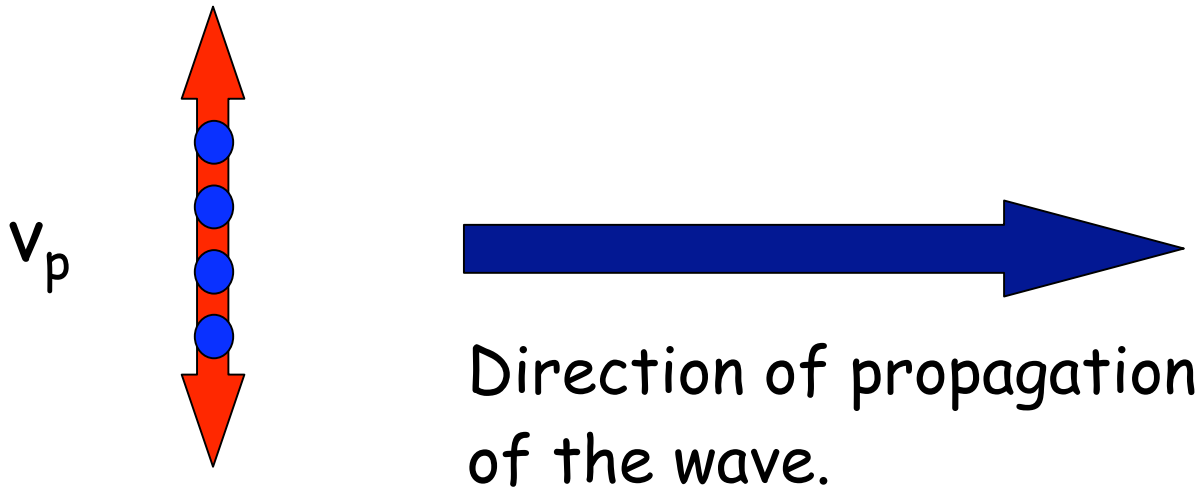 vp
Direction of propagation
of the wave.